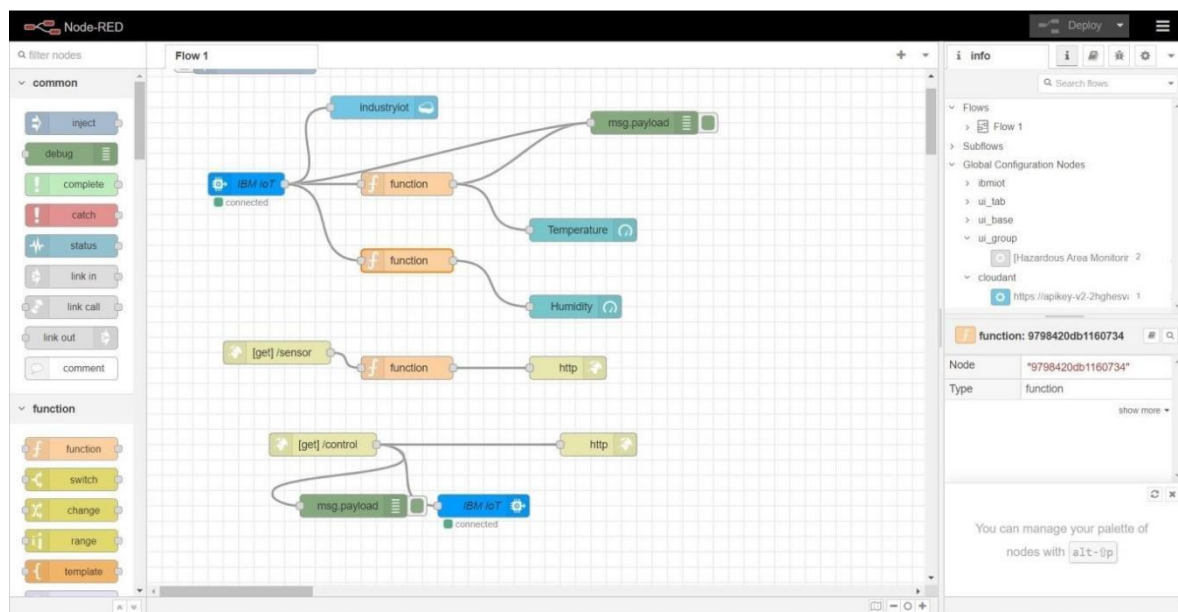 Node-RED
Deploy
filter nodes
common
inject
debug
complete
catch
status
link in
link call
link out
comment
function
function
switch
change
range
template
Flow 1
industryiot
msg.payload
IBM IoT
connected
function
Temperature
function
Humidity
[get] /sensor
function
http
[get] /control
http
msg.payload
IBM IoT
connected
i info
i
Search flows
Flows
Flow 1
Subflows
Global Configuration Nodes
ibmiot
ui_tab
ui_base
ui_group
[Hazardous Area Monitorir 2
cloudant
https://apikey-v2-2hghesv 1
function: 9798420db1160734
Node "9798420db1160734"
Type function
show more
You can manage your palette of
nodes with alt-⇧p